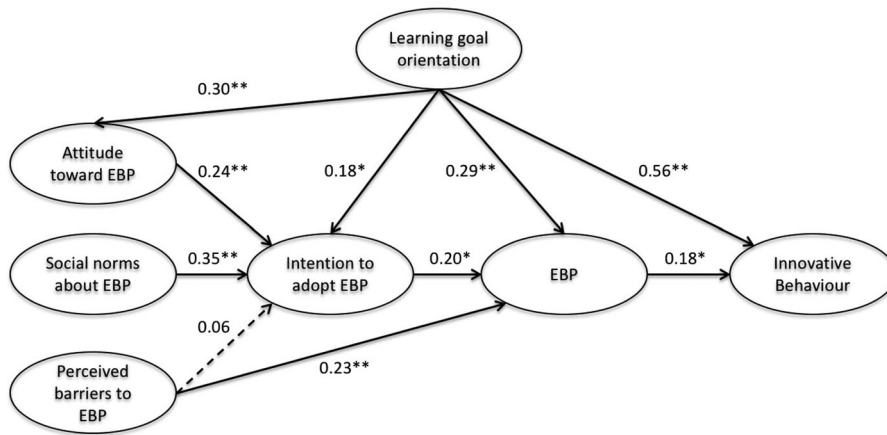 Learning goal
orientation
0.30**
Attitude
toward EBP
0.24**
0.18*
0.29**
0.56**
Social norms
about EBP
0.35**
Intention to
adopt EBP
0.20*
EBP
0.18*
Innovative
Behaviour
0.06
0.23**
Perceived
barriers to
EBP